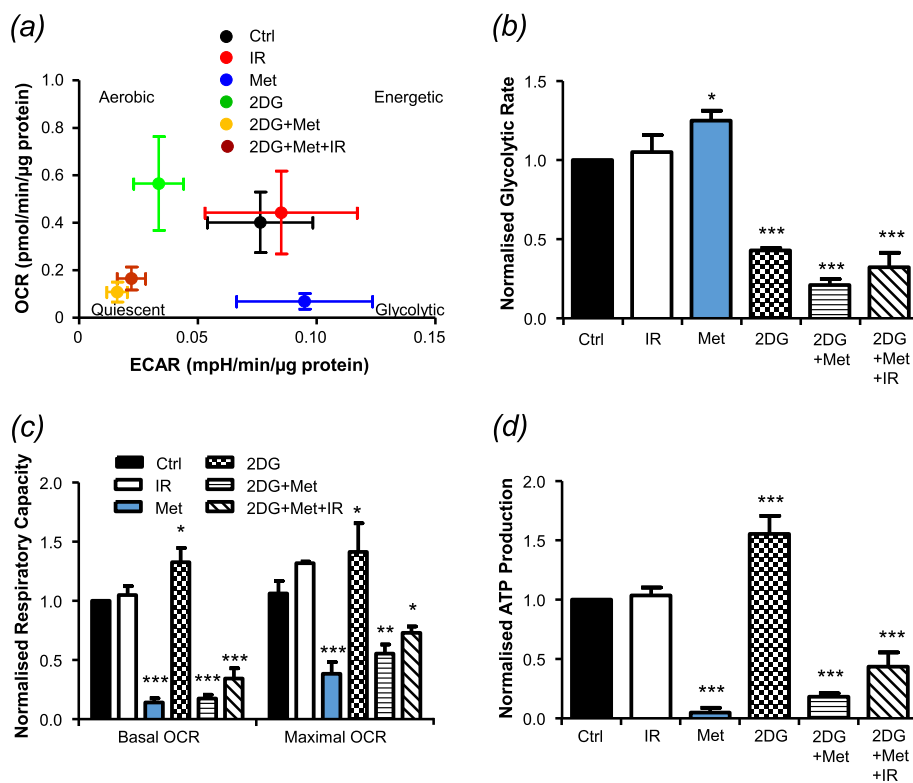 (a)
Ctrl
IR
Met
2DG
2DG+Met
2DG+Met+IR
OCR (pmol/min/µg protein)
1.0
0.8
0.6
0.4
0.2
0
Aerobic
Energetic
Quiescent
Glycolytic
0
0.05
0.10
0.15
ECAR (mpH/min/µg protein)
(b)
Normalised Glycolytic Rate
1.5
1.0
0.5
0.0
*
***
***
***
Ctrl
IR
Met
2DG
2DG
+Met
2DG
+Met
+IR
(c)
Ctrl
IR
Met
2DG
2DG+Met
2DG+Met+IR
Normalised Respiratory Capacity
2.0
1.5
1.0
0.5
0.0
***
*
***
***
***
*
**
*
Basal OCR
Maximal OCR
(d)
Normalised ATP Production
2.0
1.5
1.0
0.5
0.0
***
***
***
***
Ctrl
IR
Met
2DG
2DG
+Met
2DG
+Met
+IR